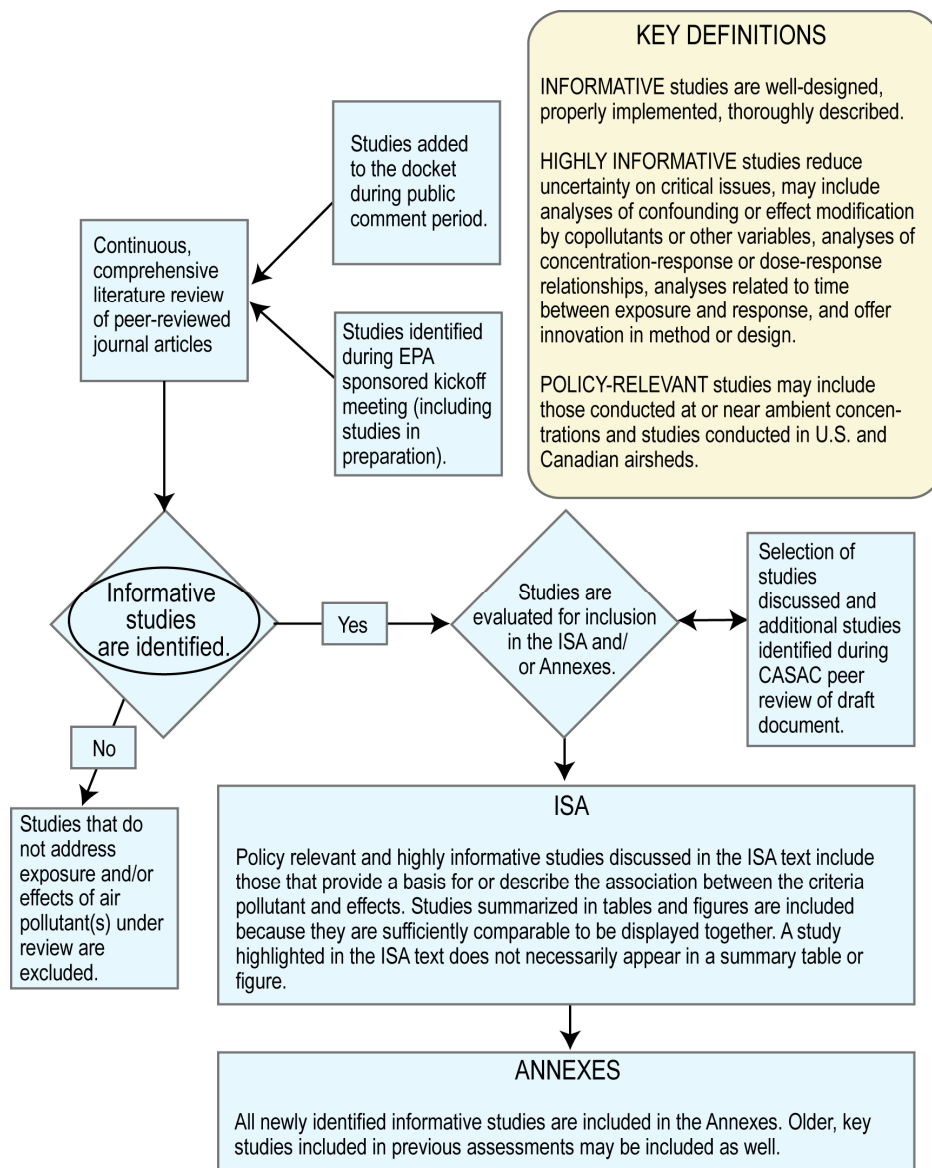 KEY DEFINITIONS
INFORMATIVE studies are well-designed,
properly implemented, thoroughly described.
HIGHLY INFORMATIVE studies reduce
uncertainty on critical issues, may include
analyses of confounding or effect modification
by copollutants or other variables, analyses of
concentration-response or dose-response
relationships, analyses related to time
between exposure and response, and offer
innovation in method or design.
POLICY-RELEVANT studies may include
those conducted at or near ambient concen-
trations and studies conducted in U.S. and
Canadian airsheds.
Studies added
to the docket
during public
comment period.
Continuous,
comprehensive
literature review
of peer-reviewed
journal articles
Studies identified
during EPA
sponsored kickoff
meeting (including
studies in
preparation).
Informative
studies
are identified.
Yes
Studies are
evaluated for inclusion
in the ISA and/
or Annexes.
Selection of
studies
discussed and
additional studies
identified during
CASAC peer
review of draft
document.
No
Studies that do
not address
exposure and/or
effects of air
pollutant(s) under
review are
excluded.
ISA
Policy relevant and highly informative studies discussed in the ISA text include
those that provide a basis for or describe the association between the criteria
pollutant and effects. Studies summarized in tables and figures are included
because they are sufficiently comparable to be displayed together. A study
highlighted in the ISA text does not necessarily appear in a summary table or
figure.
ANNEXES
All newly identified informative studies are included in the Annexes. Older, key
studies included in previous assessments may be included as well.